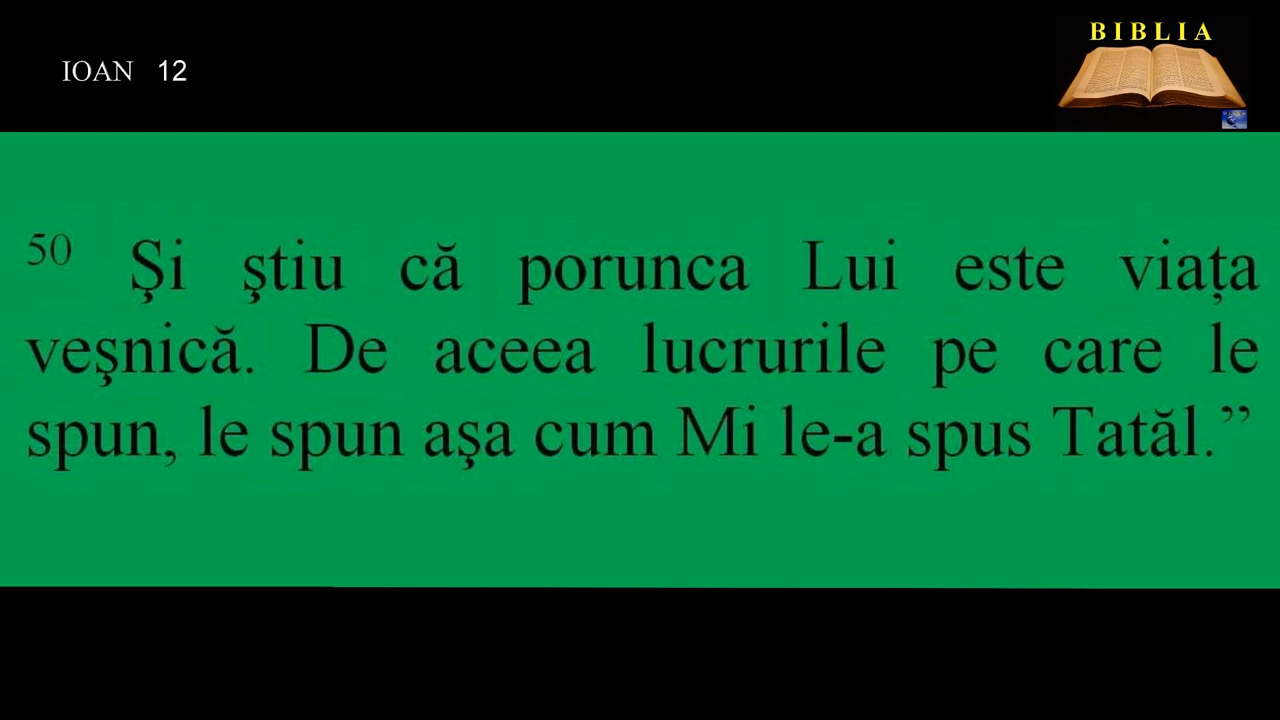 BIBLIA
IOAN 12
50 Şi ştiu că porunca Lui este viața
veşnică. De aceea lucrurile pe care le
spun, le spun aşa cum Mi le-a spus Tatăl.”